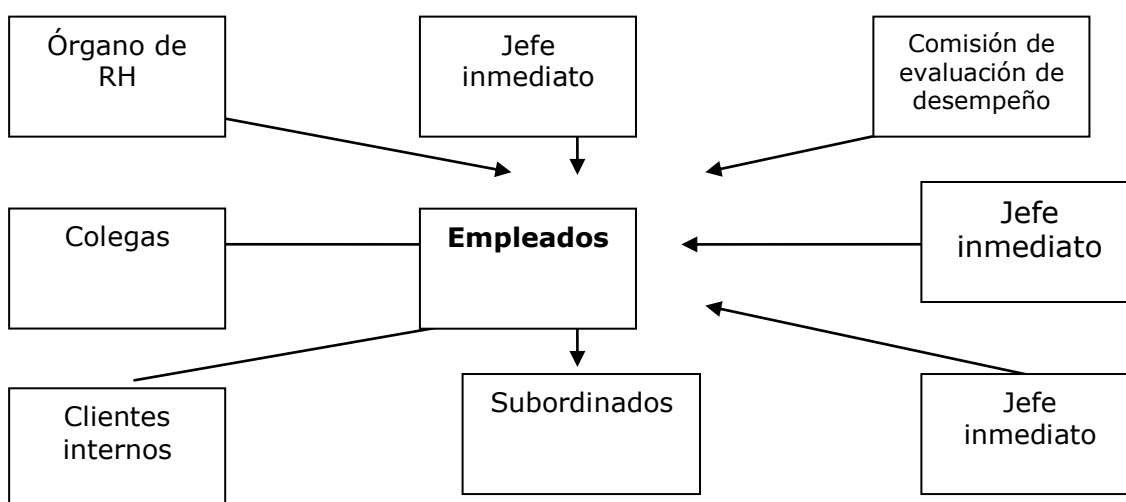 Órgano de
RH
Jefe
inmediato
Comisión de
evaluación de
desempeño
Colegas
Empleados
Jefe
inmediato
Clientes
internos
Subordinados
Jefe
inmediato